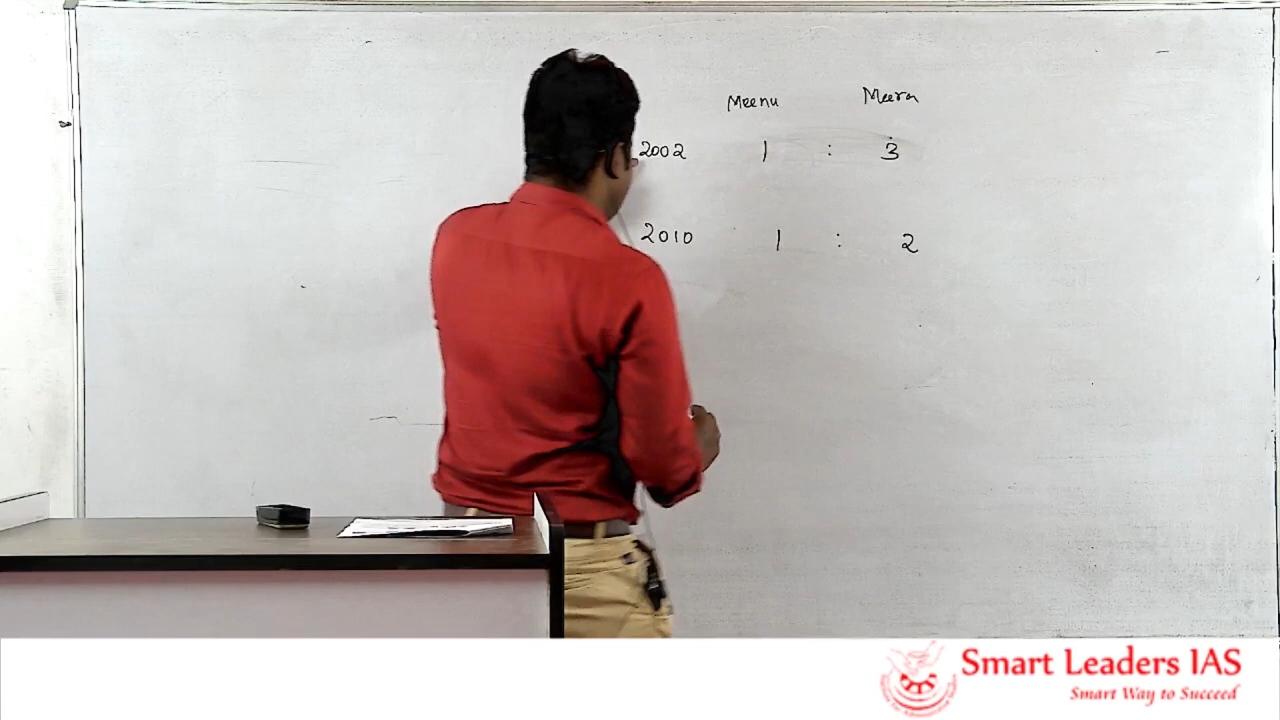 Meenu Meera
2002 1 : 3
2010 1 : 2
Smart Leaders IAS
Smart Way to Succeed